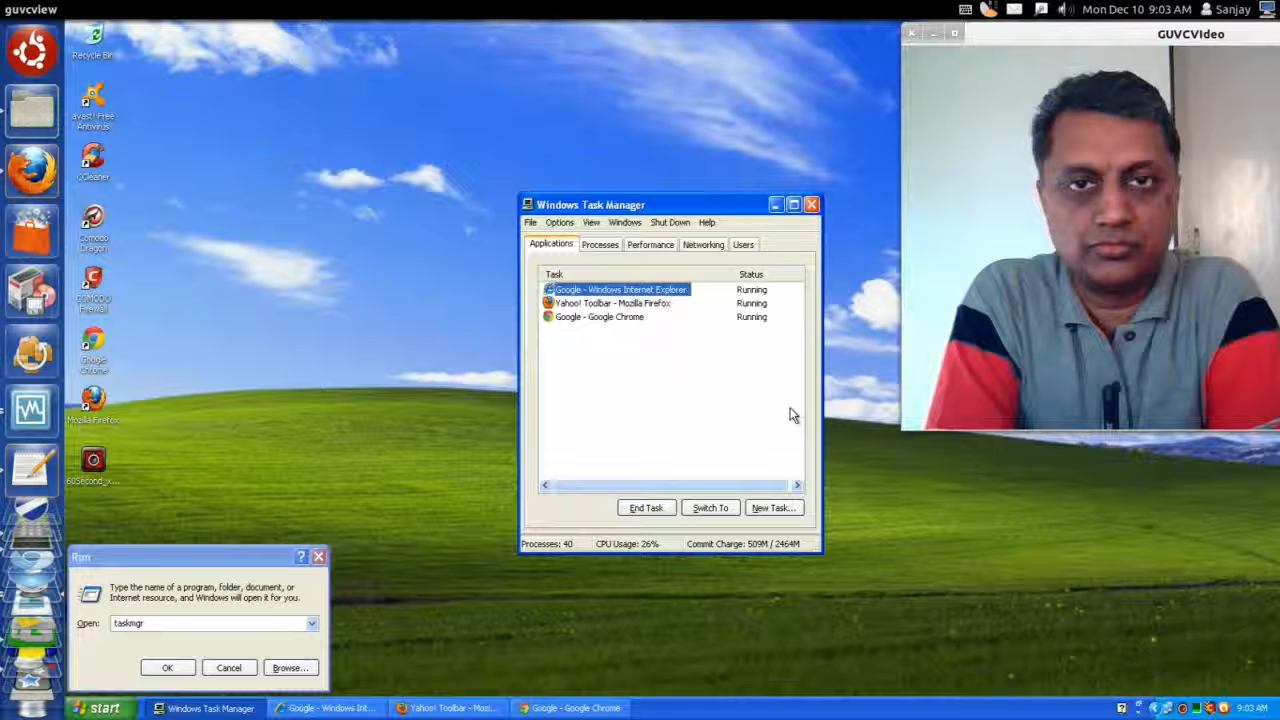 guvcview
Mon Dec 10 9:03 AM
Sanjay
GUVCVideo
Recycle Bin
avast! Free
Antivirus
CCleaner
Comodo
Dragon
COMODO
Firewall
Google
Chrome
Mozilla Firefox
60Second_x...
Windows Task Manager
File Options View Windows Shut Down Help
Applications Processes Performance Networking Users
Task Status
Google - Windows Internet Explorer Running
Yahoo! Toolbar - Mozilla Firefox Running
Google - Google Chrome Running
End Task Switch To New Task...
Processes: 40 CPU Usage: 26% Commit Charge: 509M / 2464M
Run
Type the name of a program, folder, document, or
Internet resource, and Windows will open it for you.
Open: taskmgr
OK Cancel Browse...
start Windows Task Manager Google - Windows Int... Yahoo! Toolbar - Mozi... Google - Google Chrome 9:03 AM